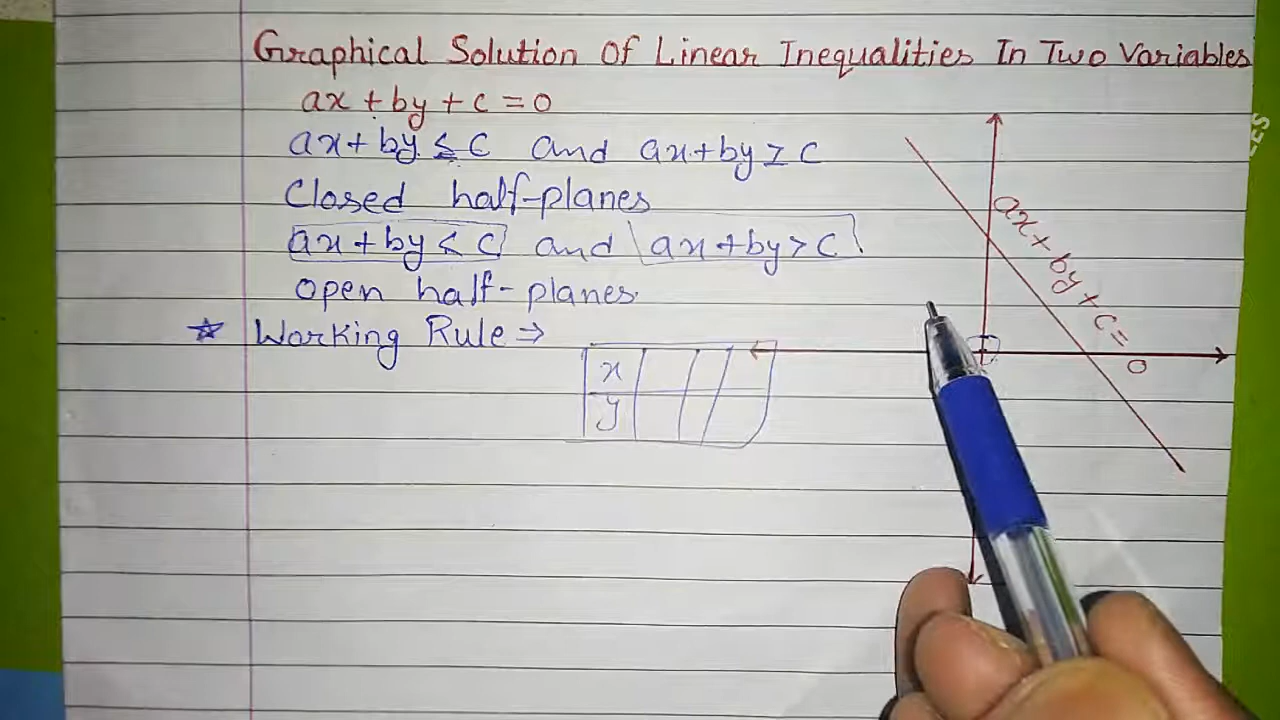 Graphical Solution Of Linear Inequalities In Two Variables
ax + by + c = 0
ax + by ≤ c and ax + by ≥ c
Closed half-planes
ax + by < c and ax + by > c
open half-planes.
☆ Working Rule ⇒
x
y
ax + by + c = 0